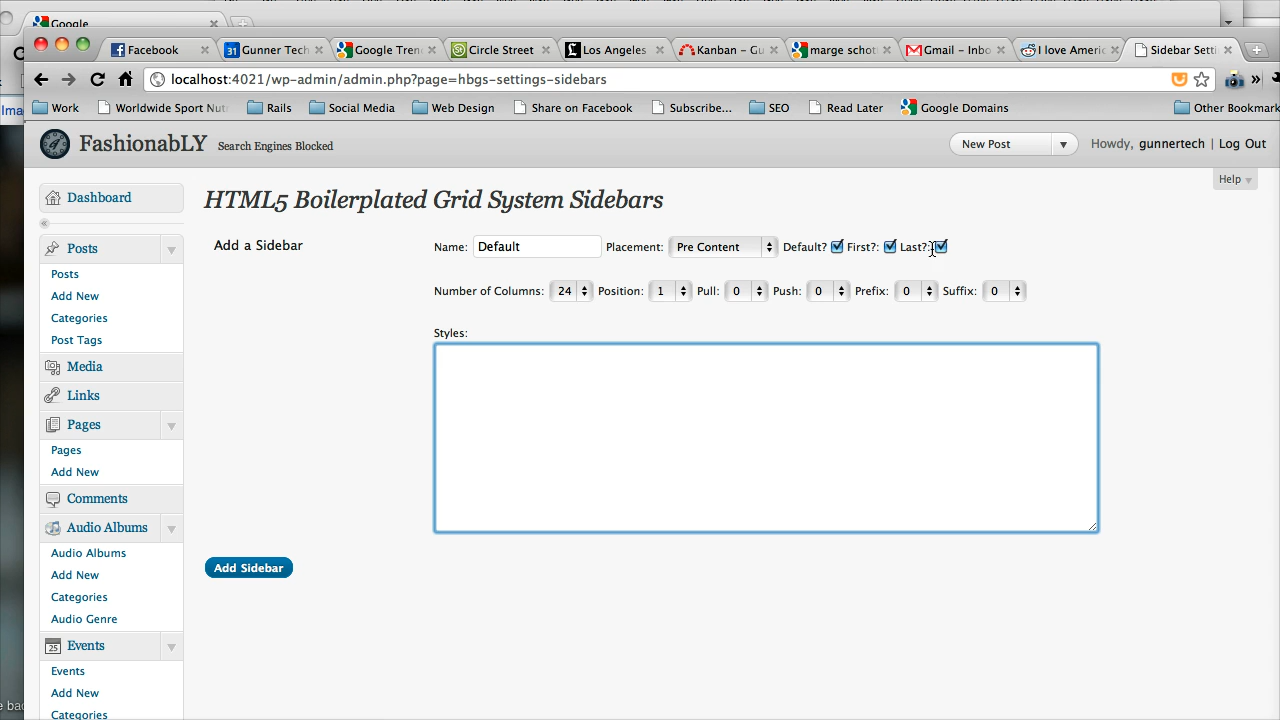 Google
Facebook
Gunner Tech
Google Tren
Circle Street
Los Angeles
Kanban – Gu
marge schot
Gmail – Inbo
I love Ameri
Sidebar Sett
localhost:4021/wp-admin/admin.php?page=hbgs-settings-sidebars
Ima
Work
Worldwide Sport Nutr
Rails
Social Media
Web Design
Share on Facebook
Subscribe...
SEO
Read Later
Google Domains
Other Bookmark
FashionabLY
Search Engines Blocked
New Post
Howdy, gunnertech | Log Out
Help
Dashboard
HTML5 Boilerplated Grid System Sidebars
Add a Sidebar
Name: Default Placement: Pre Content Default? First?: Last?:
Number of Columns: 24 Position: 1 Pull: 0 Push: 0 Prefix: 0 Suffix: 0
Styles:
Add Sidebar
Posts
Posts
Add New
Categories
Post Tags
Media
Links
Pages
Pages
Add New
Comments
Audio Albums
Audio Albums
Add New
Categories
Audio Genre
Events
Events
Add New
Categories
e bac